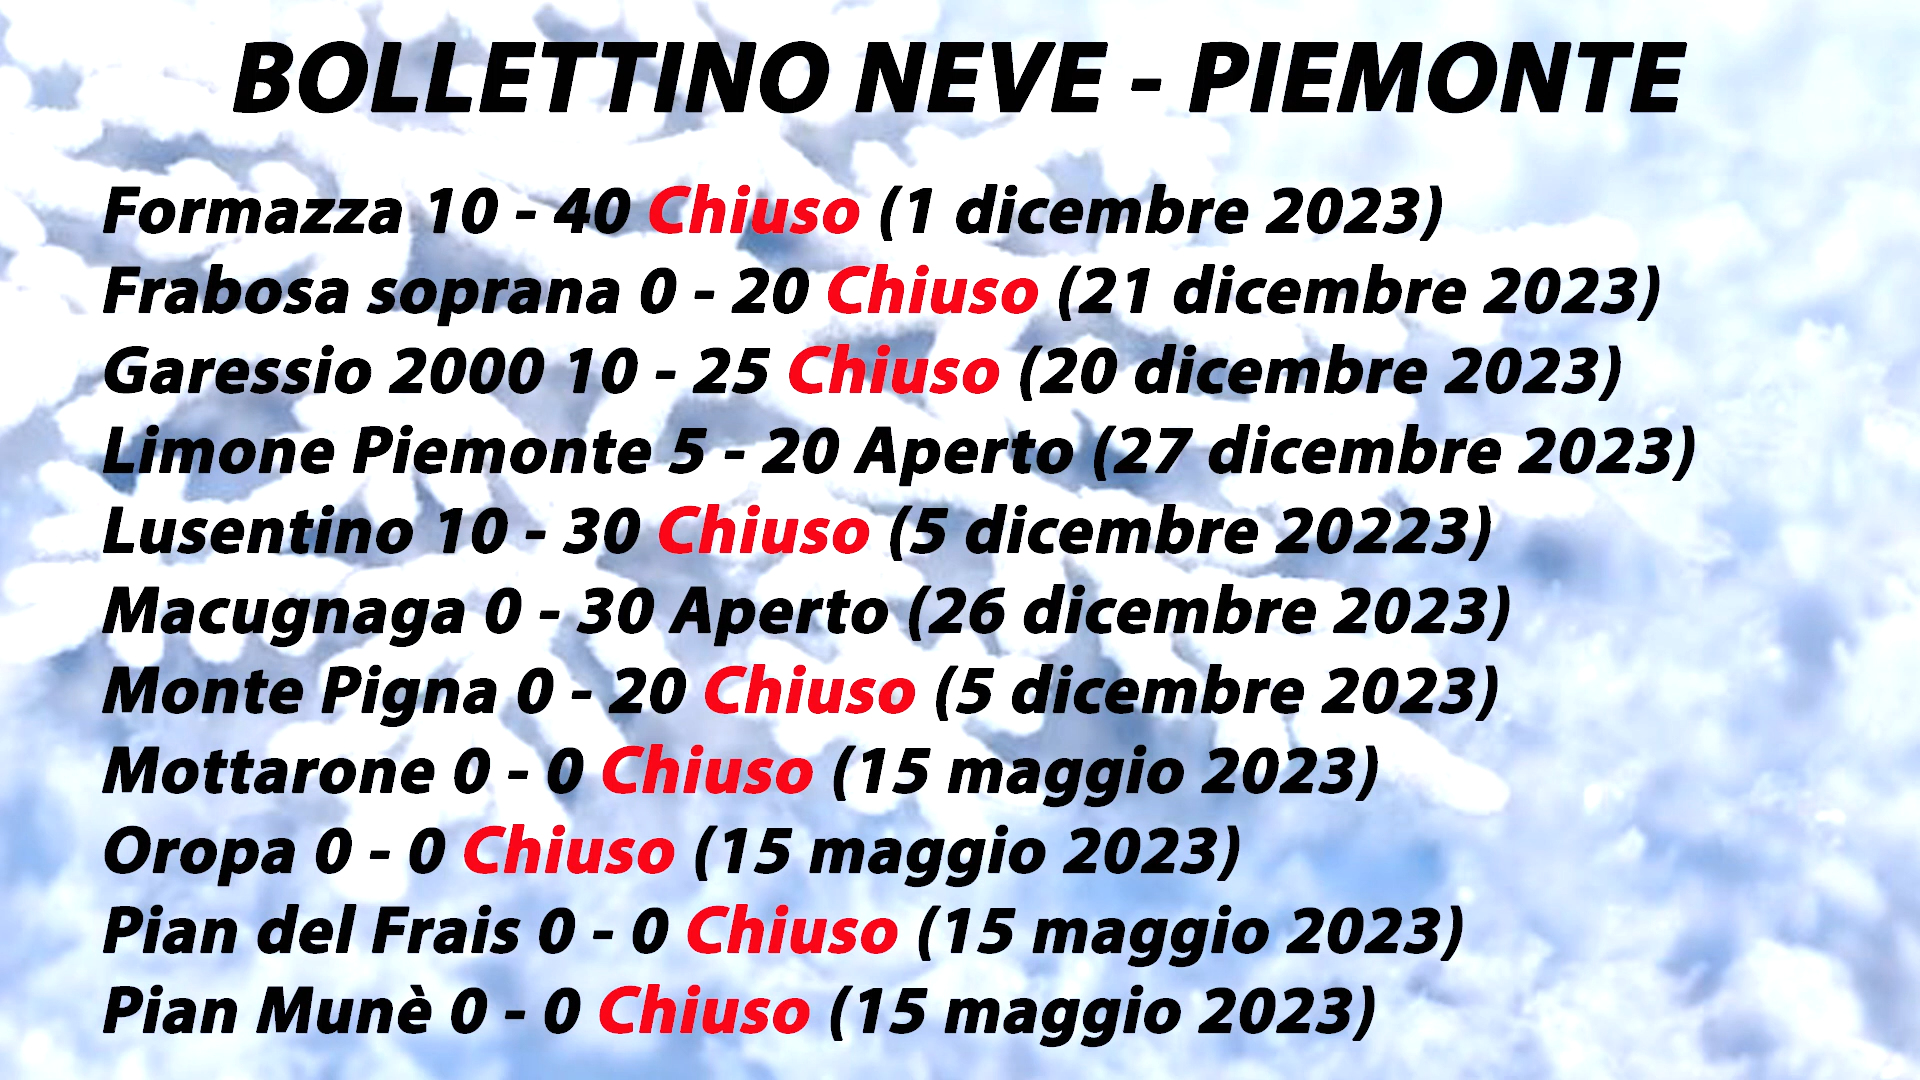 BOLLETTINO NEVE - PIEMONTE
Formazza 10 - 40 Chiuso (1 dicembre 2023)
Frabosa soprana 0 - 20 Chiuso (21 dicembre 2023)
Garessio 2000 10 - 25 Chiuso (20 dicembre 2023)
Limone Piemonte 5 - 20 Aperto (27 dicembre 2023)
Lusentino 10 - 30 Chiuso (5 dicembre 20223)
Macugnaga 0 - 30 Aperto (26 dicembre 2023)
Monte Pigna 0 - 20 Chiuso (5 dicembre 2023)
Mottarone 0 - 0 Chiuso (15 maggio 2023)
Oropa 0 - 0 Chiuso (15 maggio 2023)
Pian del Frais 0 - 0 Chiuso (15 maggio 2023)
Pian Munè 0 - 0 Chiuso (15 maggio 2023)